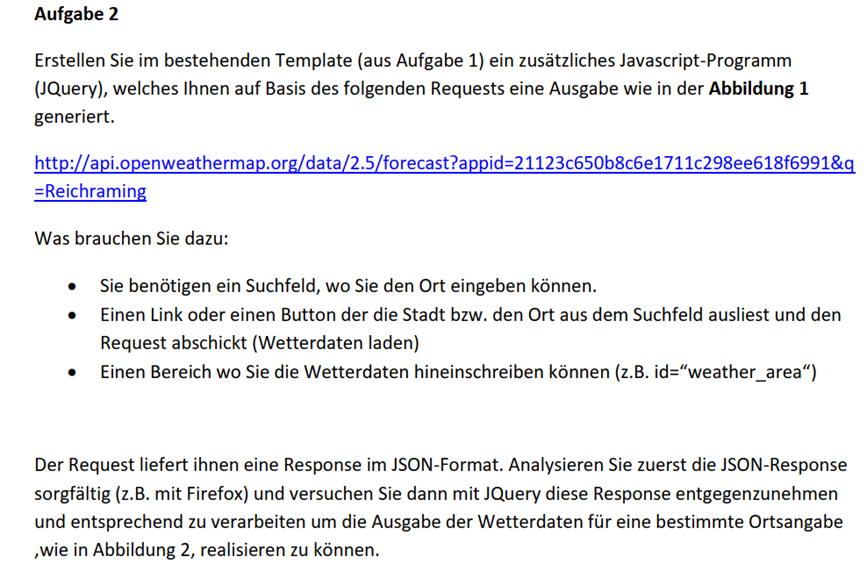 Aufgabe 2
Erstellen Sie im bestehenden Template (aus Aufgabe 1) ein zusätzliches Javascript-Programm
(JQuery), welches Ihnen auf Basis des folgenden Requests eine Ausgabe wie in der Abbildung 1
generiert.
http://api.openweathermap.org/data/2.5/forecast?appid=21123c650b8c6e1711c298ee618f6991&q
=Reichraming
Was brauchen Sie dazu:
• Sie benötigen ein Suchfeld, wo Sie den Ort eingeben können.
• Einen Link oder einen Button der die Stadt bzw. den Ort aus dem Suchfeld ausliest und den
Request abschickt (Wetterdaten laden)
• Einen Bereich wo Sie die Wetterdaten hineinschreiben können (z.B. id=“weather_area“)
Der Request liefert ihnen eine Response im JSON-Format. Analysieren Sie zuerst die JSON-Response
sorgfältig (z.B. mit Firefox) und versuchen Sie dann mit JQuery diese Response entgegenzunehmen
und entsprechend zu verarbeiten um die Ausgabe der Wetterdaten für eine bestimmte Ortsangabe
,wie in Abbildung 2, realisieren zu können.